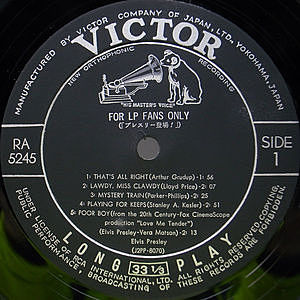 MANUFACTURED BY VICTOR COMPANY OF JAPAN, LTD., YOKOHAMA, JAPAN
VICTOR
NEW ORTHOPHONIC RECORDING
"HIS MASTER'S VOICE"
FOR LP FANS ONLY
(プレスリー登場!)
RA
5245
SIDE
1
1- THAT'S ALL RIGHT (Arthur Crudup) 1: 56
2- LAWDY, MISS CLAWDY (Lloyd Price) 2: 07
3- MYSTERY TRAIN (Parker-Phillips) 2: 25
4- PLAYING FOR KEEPS (Stanley A. Kesler) 2: 51
5- POOR BOY (from the 20th Century-Fox CinemaScope
production "Love Me Tender")
(Elvis Presley-Vera Matson) 2: 13
Elvis Presley
(J2PP-8070)
LONG 33 1/3 PLAY
UNDER LICENSE BY RCA INTERNATIONAL, LTD. ALL RIGHTS RESERVED.
PUBLIC PERFORMANCE, BROADCASTING OF THESE RECORDS ARE FORBIDDEN.